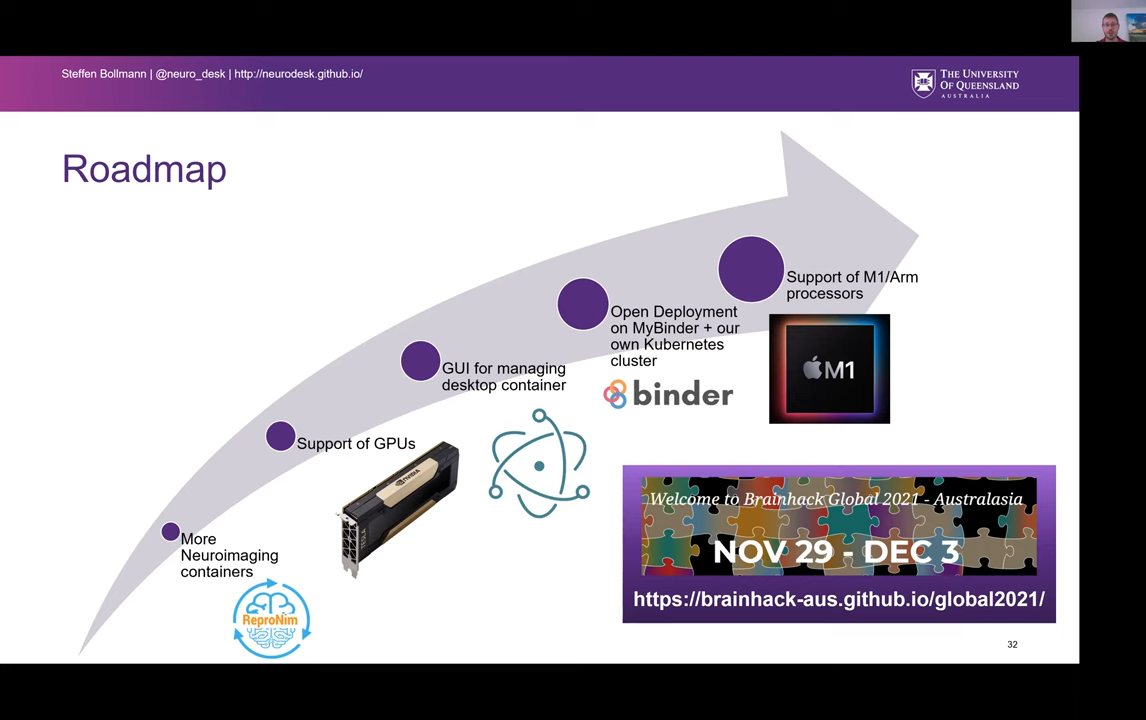 Steffen Bollmann | @neuro_desk | http://neurodesk.github.io/
THE UNIVERSITY
OF QUEENSLAND
AUSTRALIA
Roadmap
Support of M1/Arm
processors
M1
Open Deployment
on MyBinder + our
own Kubernetes
cluster
binder
GUI for managing
desktop container
Support of GPUs
NVIDIA
TESLA
More
Neuroimaging
containers
ReproNim
Welcome to Brainhack Global 2021 - Australasia
NOV 29 - DEC 3
https://brainhack-aus.github.io/global2021/
32